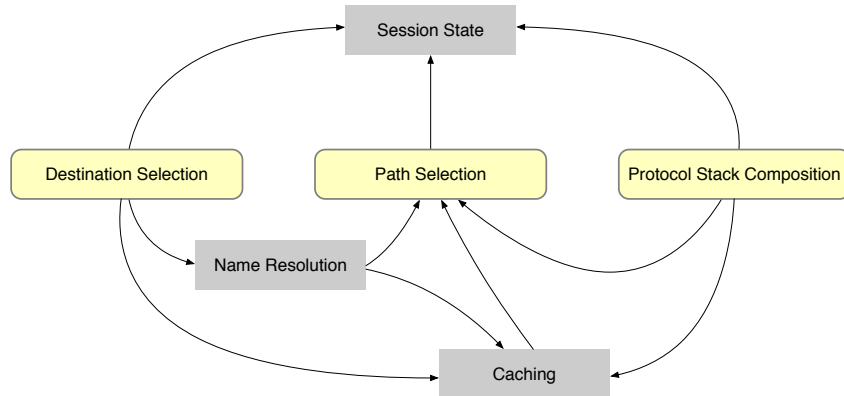 Session State
Destination Selection
Path Selection
Protocol Stack Composition
Name Resolution
Caching